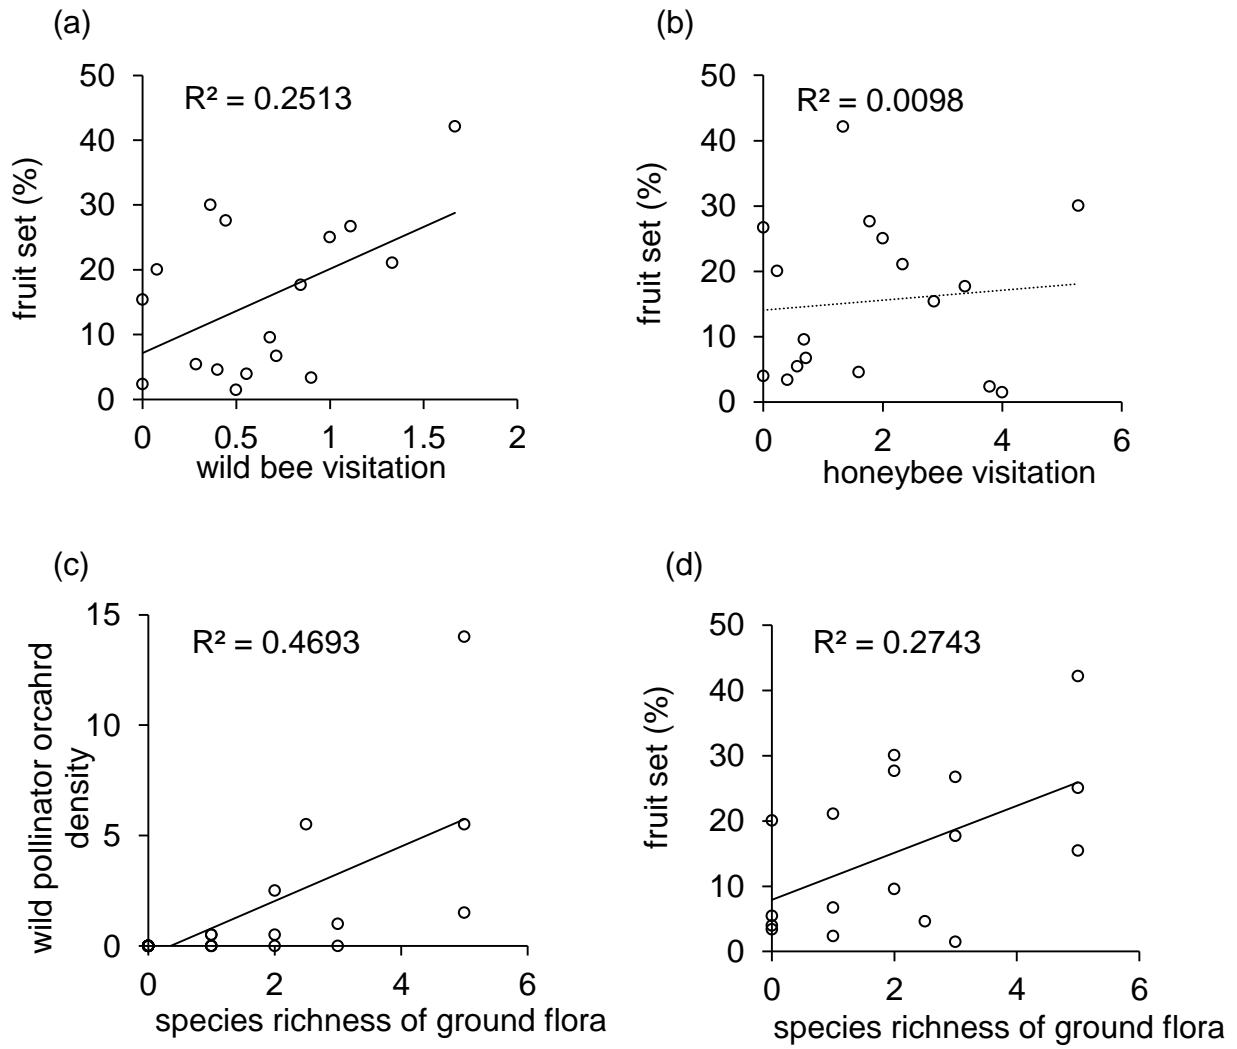 (a)
R² = 0.2513
fruit set (%)
50
40
30
20
10
0
0 0.5 1 1.5 2
wild bee visitation
(b)
R² = 0.0098
fruit set (%)
50
40
30
20
10
0
0 2 4 6
honeybee visitation
(c)
R² = 0.4693
wild pollinator orcahrd
density
15
10
5
0
0 2 4 6
species richness of ground flora
(d)
R² = 0.2743
fruit set (%)
50
40
30
20
10
0
0 2 4 6
species richness of ground flora